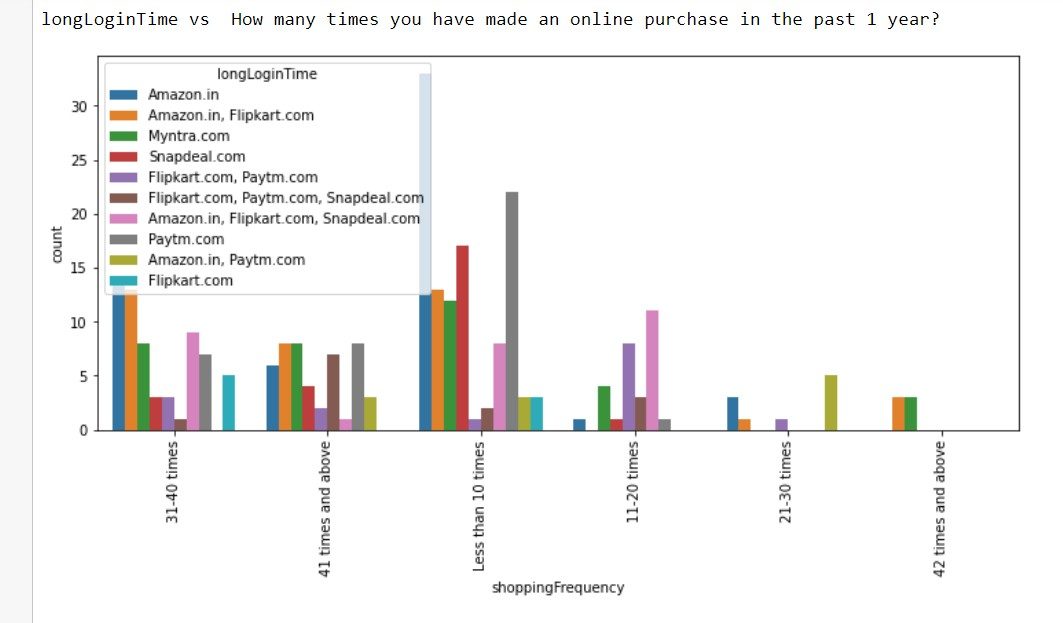 longLoginTime vs  How many times you have made an online purchase in the past 1 year?
longLoginTime
Amazon.in
Amazon.in, Flipkart.com
Myntra.com
Snapdeal.com
Flipkart.com, Paytm.com
Flipkart.com, Paytm.com, Snapdeal.com
Amazon.in, Flipkart.com, Snapdeal.com
Paytm.com
Amazon.in, Paytm.com
Flipkart.com
count
30
25
20
15
10
5
0
31-40 times
41 times and above
Less than 10 times
11-20 times
21-30 times
42 times and above
shoppingFrequency